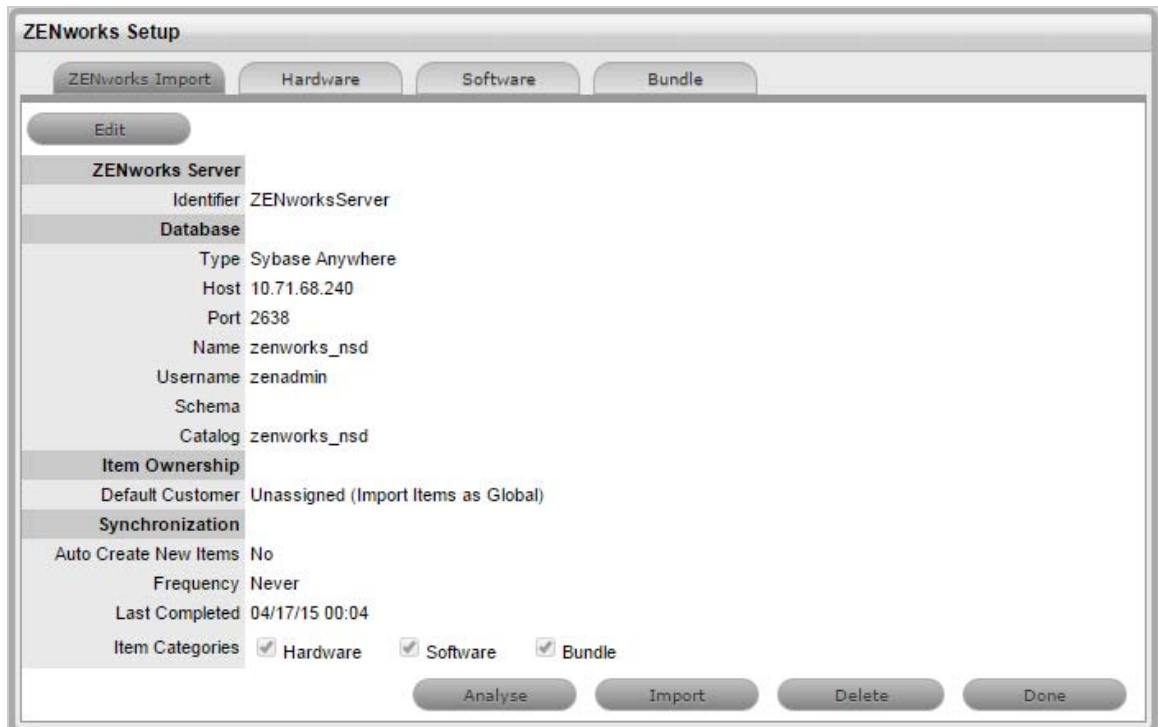 ZENworks Setup
ZENworks Import Hardware Software Bundle
Edit
ZENworks Server
Identifier ZENworksServer
Database
Type Sybase Anywhere
Host 10.71.68.240
Port 2638
Name zenworks_nsd
Username zenadmin
Schema
Catalog zenworks_nsd
Item Ownership
Default Customer Unassigned (Import Items as Global)
Synchronization
Auto Create New Items No
Frequency Never
Last Completed 04/17/15 00:04
Item Categories Hardware Software Bundle
Analyse Import Delete Done